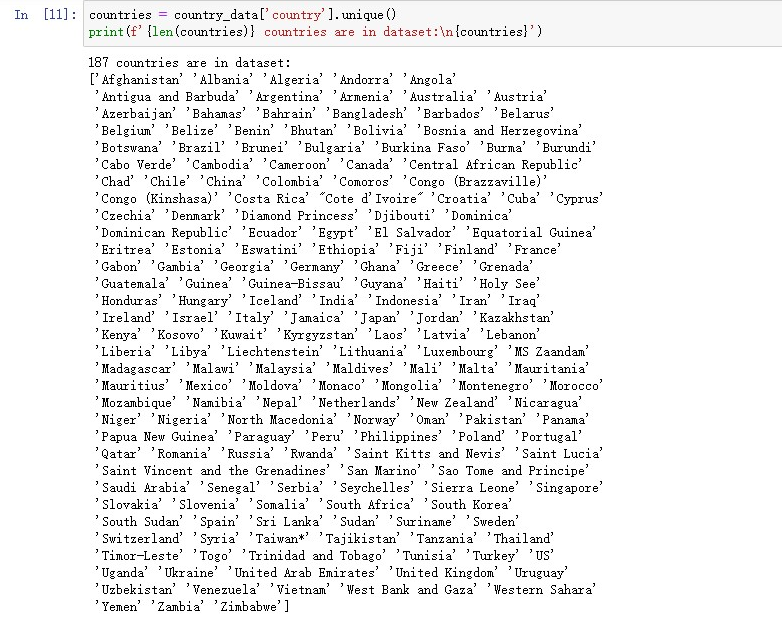 In [11]: countries = country_data['country'].unique()
print(f'{len(countries)} countries are in dataset:\n{countries}')
187 countries are in dataset:
['Afghanistan' 'Albania' 'Algeria' 'Andorra' 'Angola'
'Antigua and Barbuda' 'Argentina' 'Armenia' 'Australia' 'Austria'
'Azerbaijan' 'Bahamas' 'Bahrain' 'Bangladesh' 'Barbados' 'Belarus'
'Belgium' 'Belize' 'Benin' 'Bhutan' 'Bolivia' 'Bosnia and Herzegovina'
'Botswana' 'Brazil' 'Brunei' 'Bulgaria' 'Burkina Faso' 'Burma' 'Burundi'
'Cabo Verde' 'Cambodia' 'Cameroon' 'Canada' 'Central African Republic'
'Chad' 'Chile' 'China' 'Colombia' 'Comoros' 'Congo (Brazzaville)'
'Congo (Kinshasa)' 'Costa Rica' "Cote d'Ivoire" 'Croatia' 'Cuba' 'Cyprus'
'Czechia' 'Denmark' 'Diamond Princess' 'Djibouti' 'Dominica'
'Dominican Republic' 'Ecuador' 'Egypt' 'El Salvador' 'Equatorial Guinea'
'Eritrea' 'Estonia' 'Eswatini' 'Ethiopia' 'Fiji' 'Finland' 'France'
'Gabon' 'Gambia' 'Georgia' 'Germany' 'Ghana' 'Greece' 'Grenada'
'Guatemala' 'Guinea' 'Guinea-Bissau' 'Guyana' 'Haiti' 'Holy See'
'Honduras' 'Hungary' 'Iceland' 'India' 'Indonesia' 'Iran' 'Iraq'
'Ireland' 'Israel' 'Italy' 'Jamaica' 'Japan' 'Jordan' 'Kazakhstan'
'Kenya' 'Kosovo' 'Kuwait' 'Kyrgyzstan' 'Laos' 'Latvia' 'Lebanon'
'Liberia' 'Libya' 'Liechtenstein' 'Lithuania' 'Luxembourg' 'MS Zaandam'
'Madagascar' 'Malawi' 'Malaysia' 'Maldives' 'Mali' 'Malta' 'Mauritania'
'Mauritius' 'Mexico' 'Moldova' 'Monaco' 'Mongolia' 'Montenegro' 'Morocco'
'Mozambique' 'Namibia' 'Nepal' 'Netherlands' 'New Zealand' 'Nicaragua'
'Niger' 'Nigeria' 'North Macedonia' 'Norway' 'Oman' 'Pakistan' 'Panama'
'Papua New Guinea' 'Paraguay' 'Peru' 'Philippines' 'Poland' 'Portugal'
'Qatar' 'Romania' 'Russia' 'Rwanda' 'Saint Kitts and Nevis' 'Saint Lucia'
'Saint Vincent and the Grenadines' 'San Marino' 'Sao Tome and Principe'
'Saudi Arabia' 'Senegal' 'Serbia' 'Seychelles' 'Sierra Leone' 'Singapore'
'Slovakia' 'Slovenia' 'Somalia' 'South Africa' 'South Korea'
'South Sudan' 'Spain' 'Sri Lanka' 'Sudan' 'Suriname' 'Sweden'
'Switzerland' 'Syria' 'Taiwan*' 'Tajikistan' 'Tanzania' 'Thailand'
'Timor-Leste' 'Togo' 'Trinidad and Tobago' 'Tunisia' 'Turkey' 'US'
'Uganda' 'Ukraine' 'United Arab Emirates' 'United Kingdom' 'Uruguay'
'Uzbekistan' 'Venezuela' 'Vietnam' 'West Bank and Gaza' 'Western Sahara'
'Yemen' 'Zambia' 'Zimbabwe']